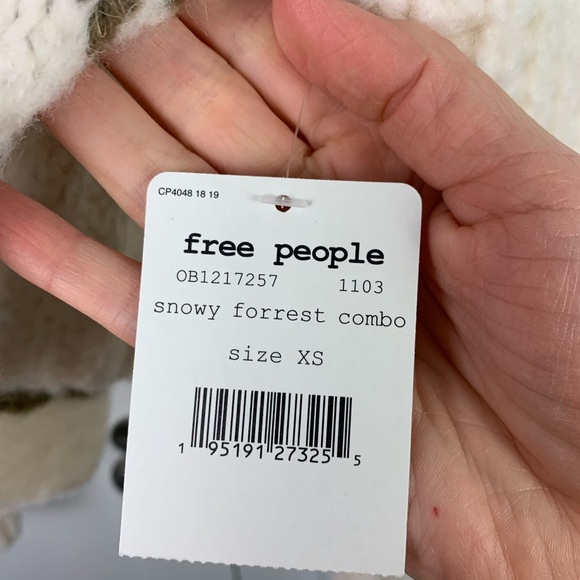 CP4048 18 19
free people
OB1217257 1103
snowy forrest combo
size XS
1 95191 27325 5